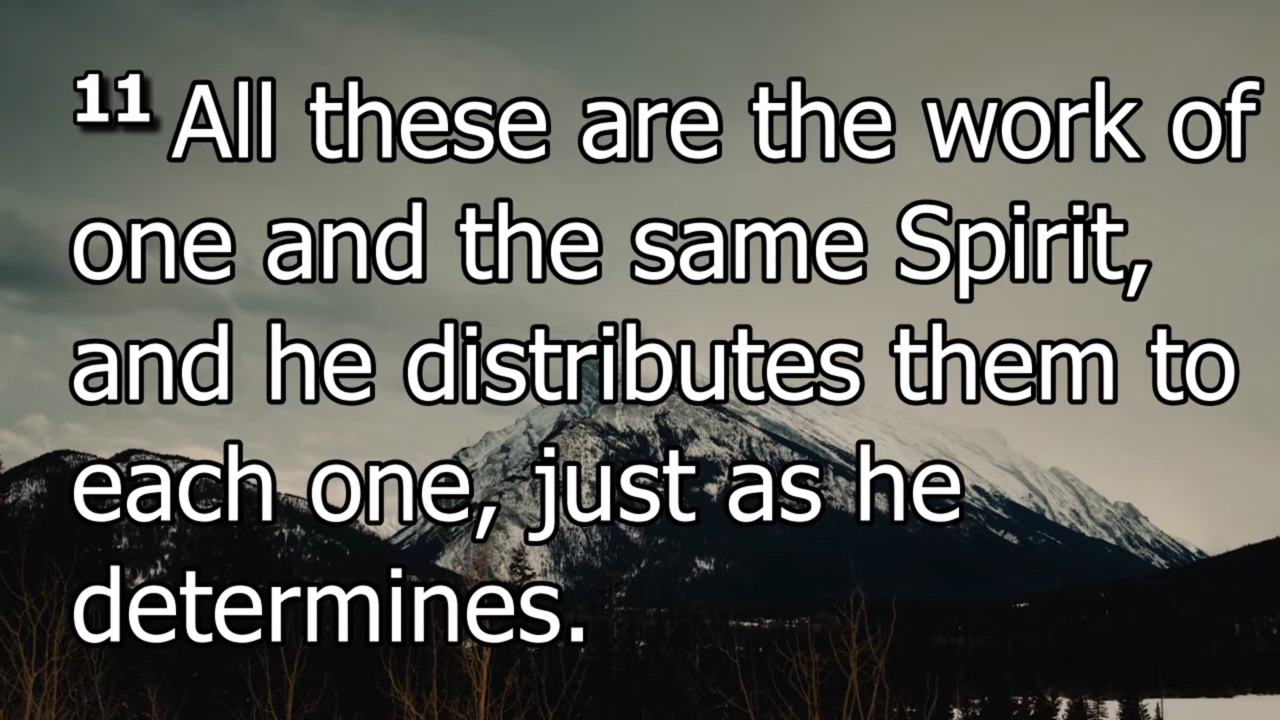 11 All these are the work of
one and the same Spirit,
and he distributes them to
each one, just as he
determines.